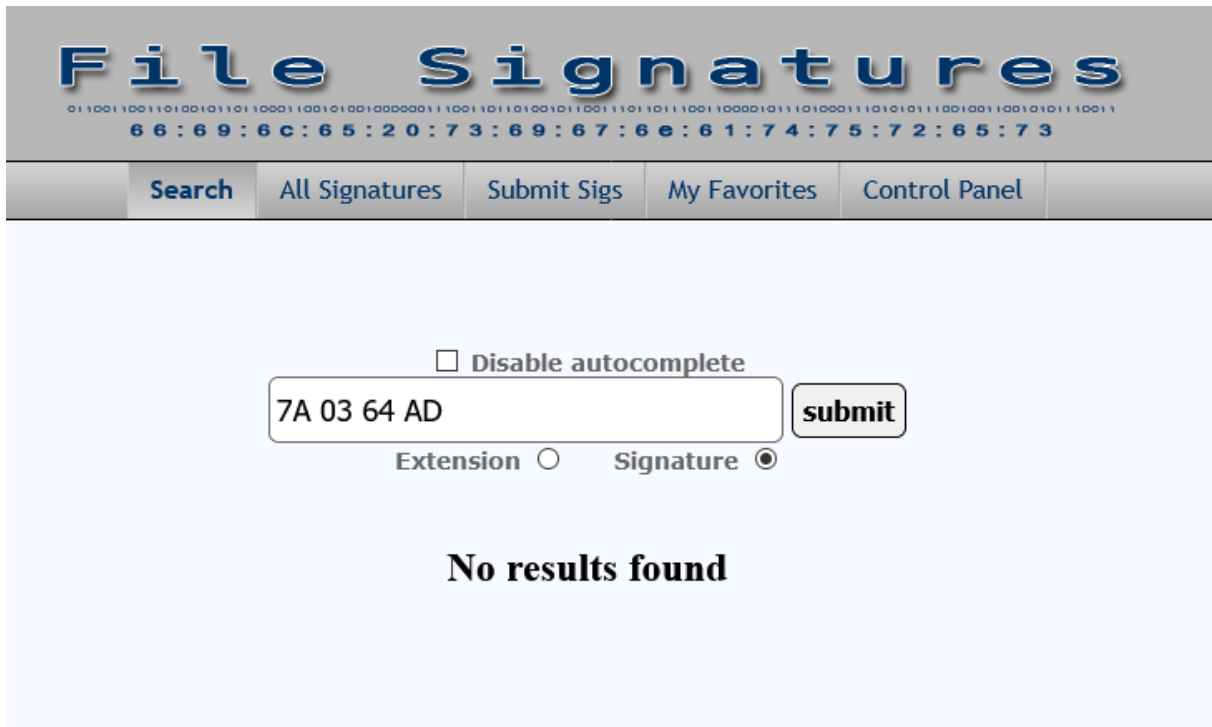 File Signatures
66:69:6c:65:20:73:69:67:6e:61:74:75:72:65:73
Search All Signatures Submit Sigs My Favorites Control Panel
Disable autocomplete
7A 03 64 AD submit
Extension Signature
No results found